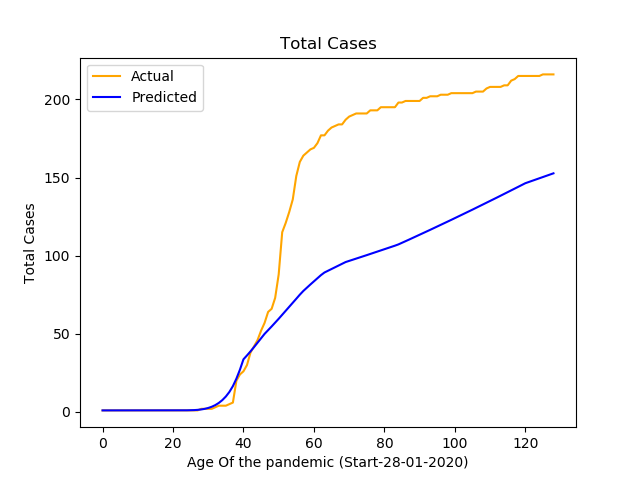 Total Cases
Actual
Predicted
Total Cases
200
150
100
50
0
0 20 40 60 80 100 120
Age Of the pandemic (Start-28-01-2020)